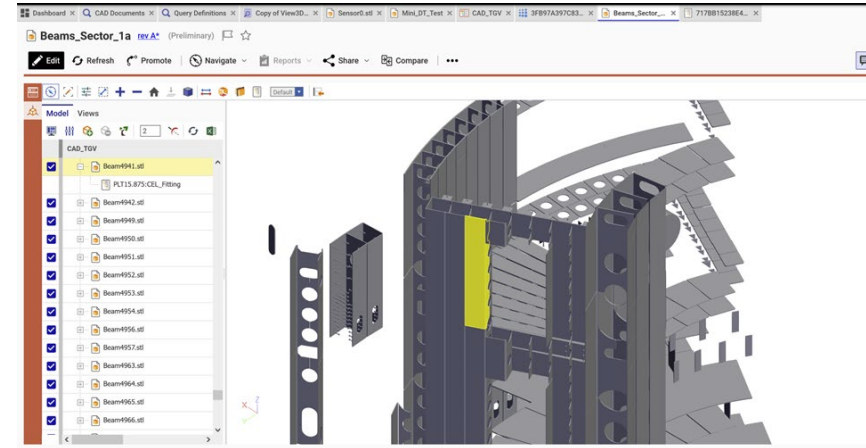 Dashboard × CAD Documents × Query Definitions × Copy of View3D... × Sensor0.stl × Mini_DT_Test × CAD_TGV × 3FB97A397C83... × Beams_Sector_... × 717BB15238E4... ×
Beams_Sector_1a rev A* (Preliminary)
Edit Refresh Promote Navigate Reports Share Compare •••
Default
Model Views
2
CAD_TGV
Beam4941.stl
PLT15.875:CEL_Fitting
Beam4942.stl
Beam4949.stl
Beam4950.stl
Beam4951.stl
Beam4952.stl
Beam4953.stl
Beam4954.stl
Beam4956.stl
Beam4957.stl
Beam4963.stl
Beam4964.stl
Beam4965.stl
Beam4966.stl
X